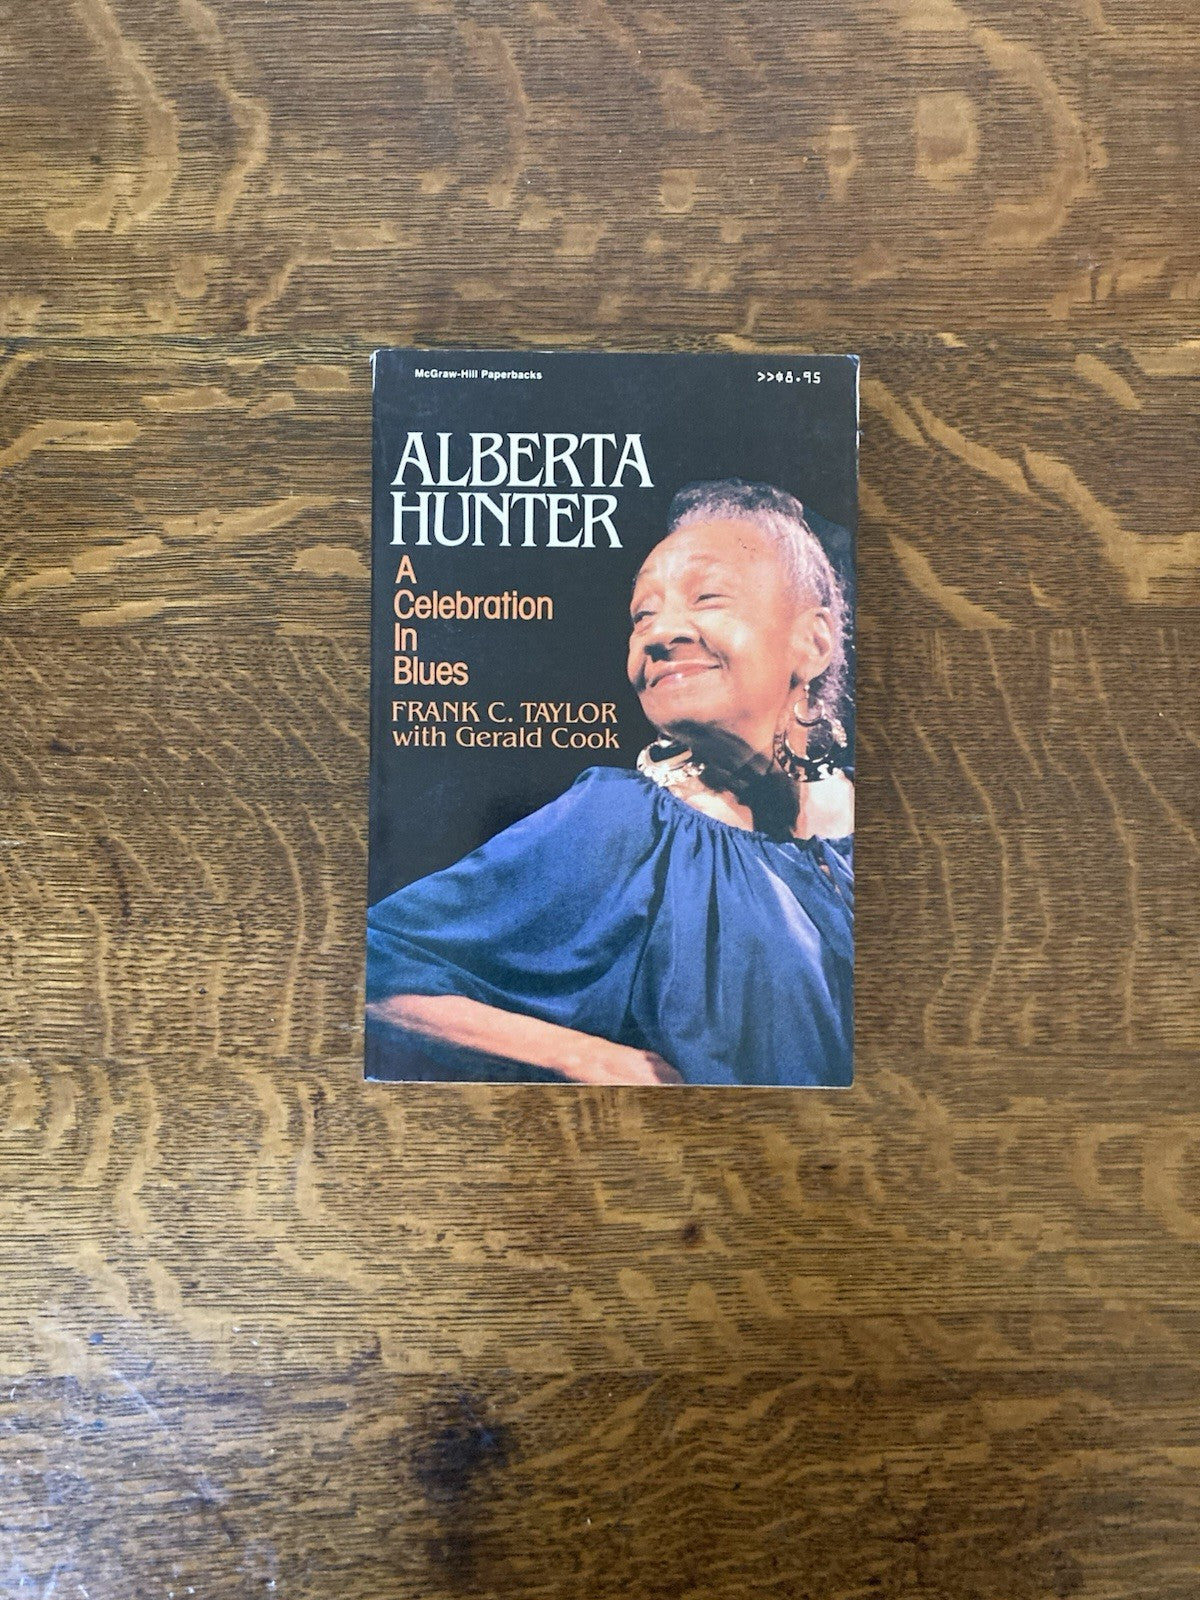 McGraw-Hill Paperbacks
>>$8.95
ALBERTA
HUNTER
A
Celebration
In
Blues
FRANK C. TAYLOR
with Gerald Cook